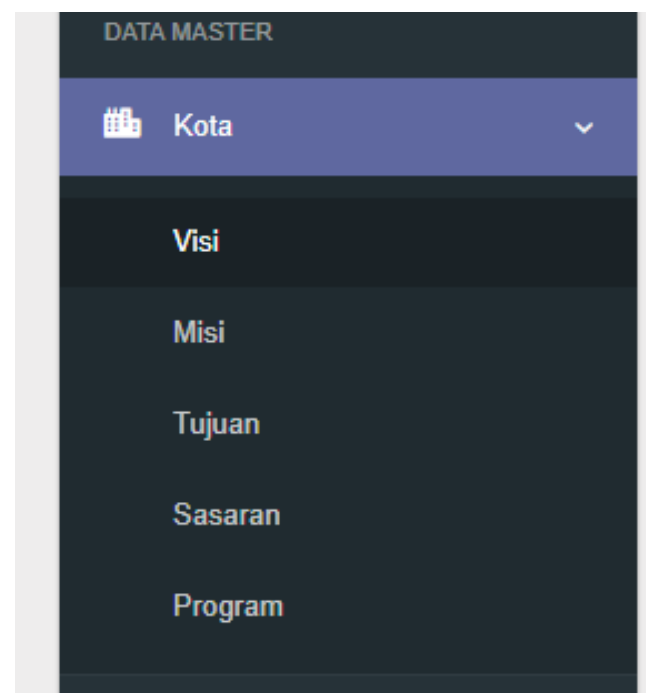 DATA MASTER
Kota
Visi
Misi
Tujuan
Sasaran
Program